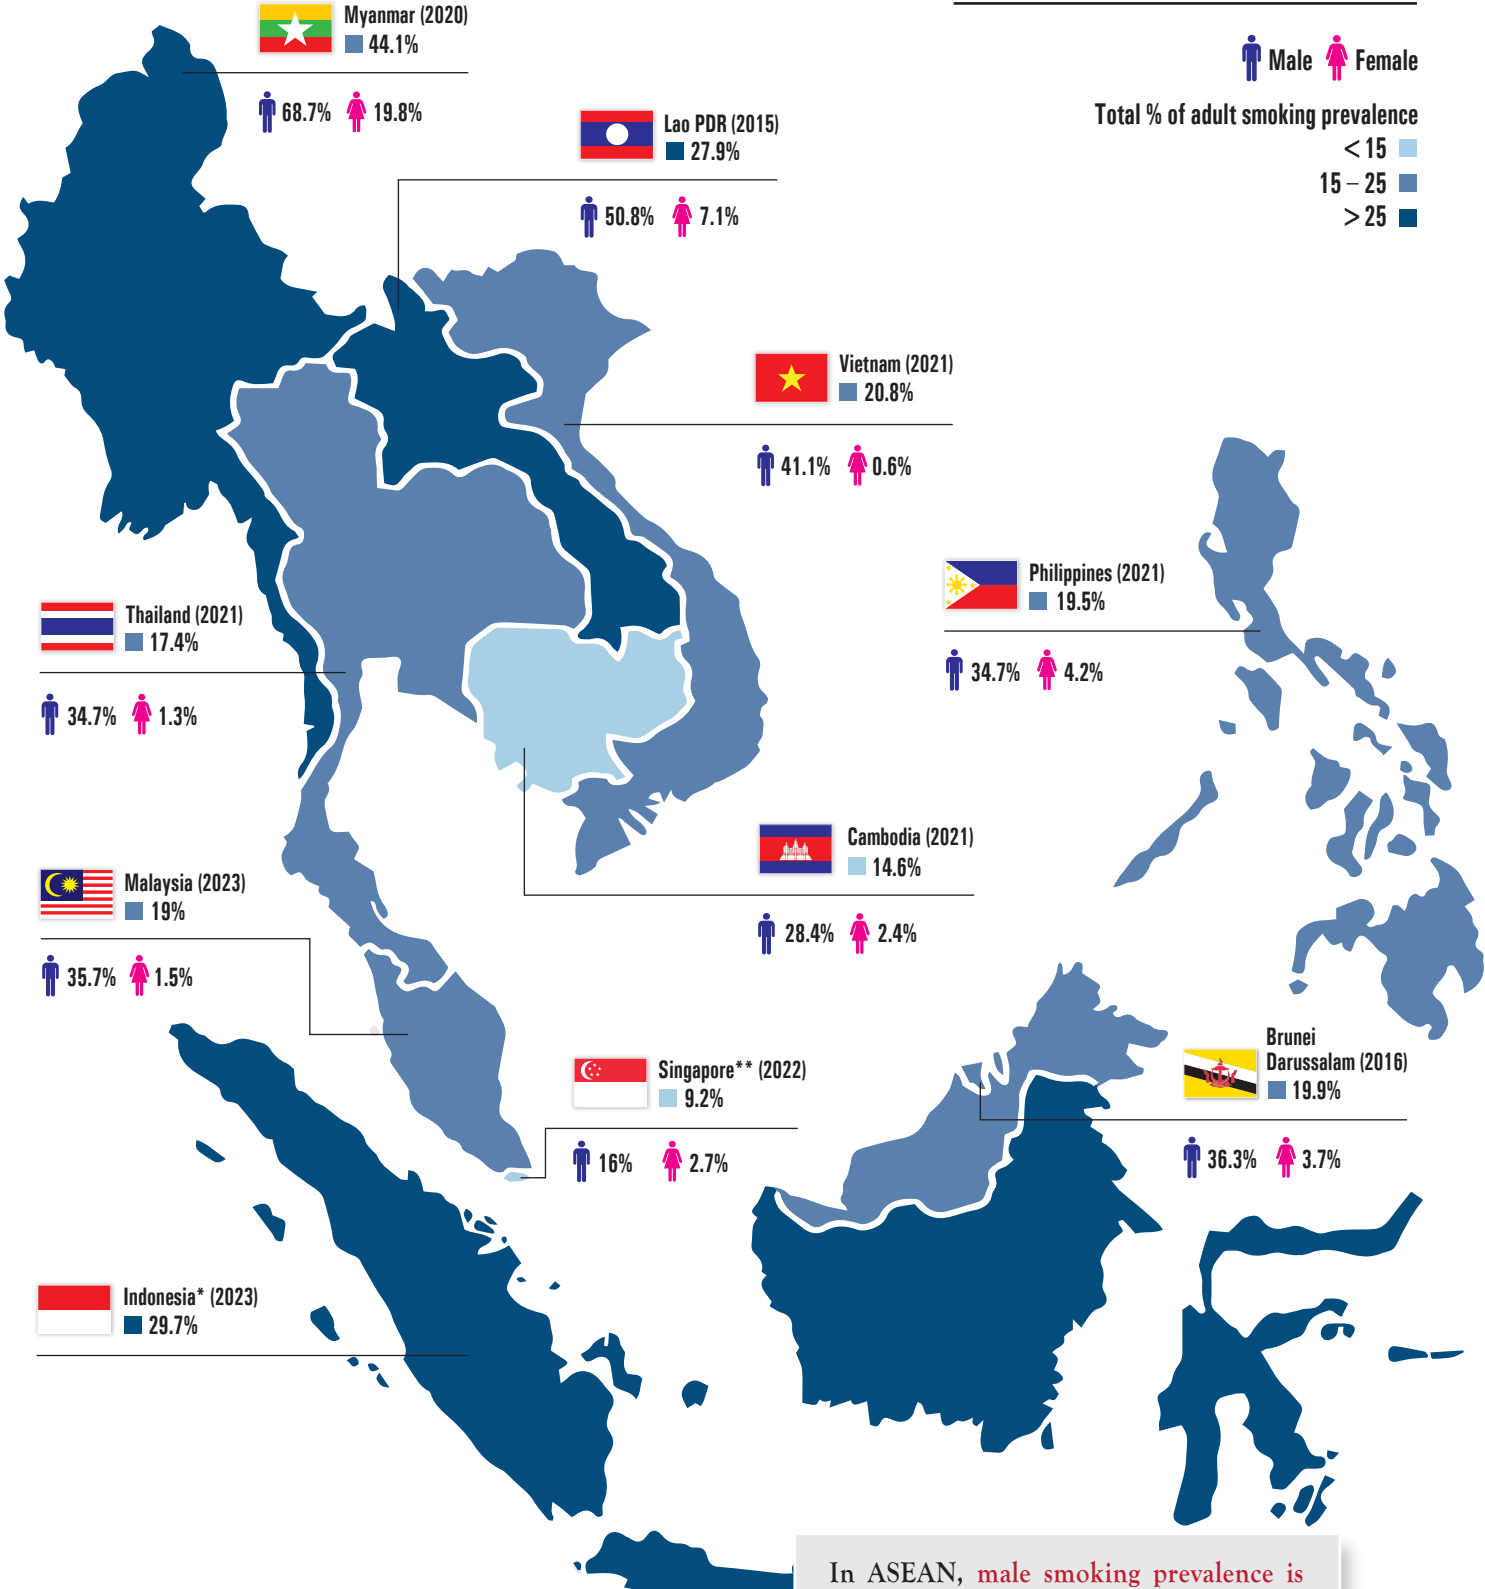 Myanmar (2020)
44.1%
68.7% 19.8%
Male Female
Total % of adult smoking prevalence
< 15
15 – 25
> 25
Lao PDR (2015)
27.9%
50.8% 7.1%
Vietnam (2021)
20.8%
41.1% 0.6%
Philippines (2021)
19.5%
34.7% 4.2%
Thailand (2021)
17.4%
34.7% 1.3%
Cambodia (2021)
14.6%
28.4% 2.4%
Malaysia (2023)
19%
35.7% 1.5%
Singapore** (2022)
9.2%
16% 2.7%
Brunei
Darussalam (2016)
19.9%
36.3% 3.7%
Indonesia* (2023)
29.7%
In ASEAN, male smoking prevalence is